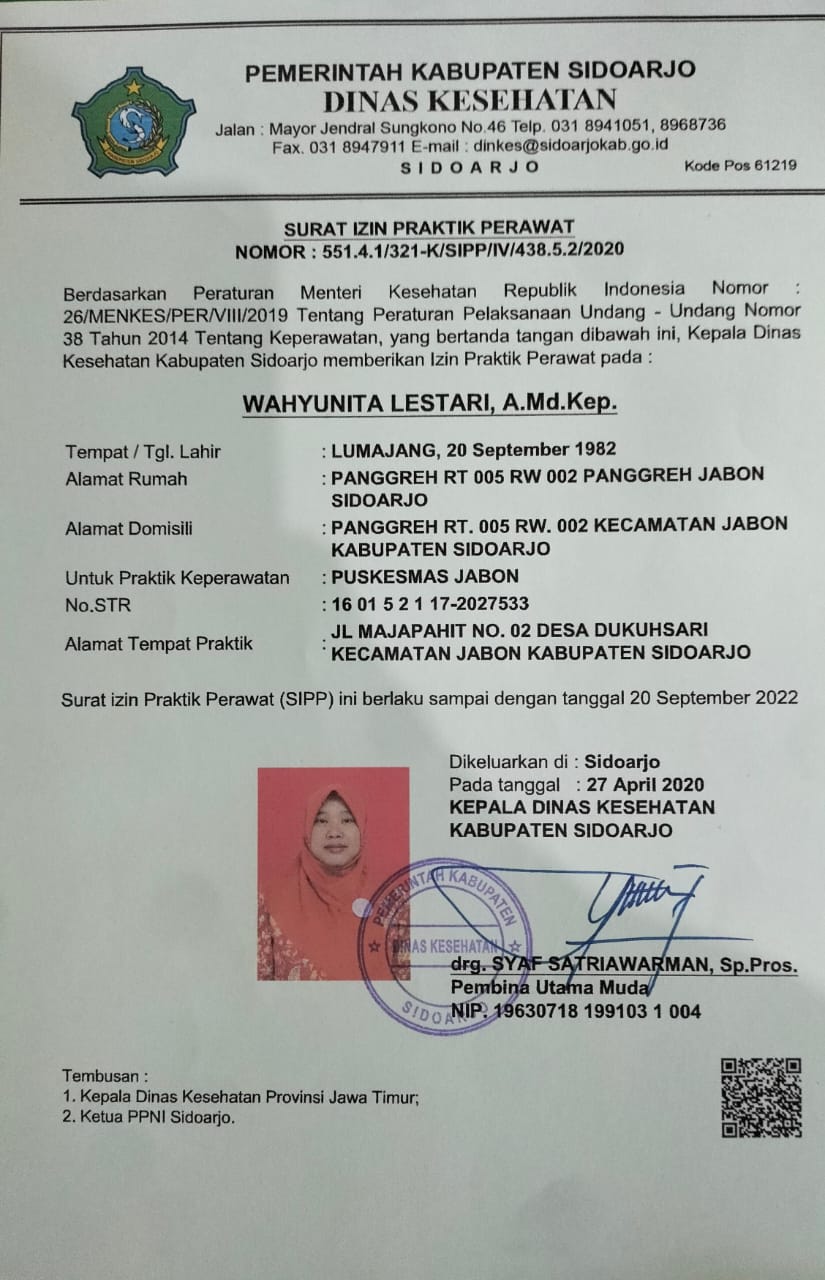 PEMERINTAH KABUPATEN SIDOARJO
DINAS KESEHATAN
Jalan : Mayor Jendral Sungkono No.46 Telp. 031 8941051, 8968736
Fax. 031 8947911 E-mail : dinkes@sidoarjokab.go.id
S I D O A R J O
Kode Pos 61219
SURAT IZIN PRAKTIK PERAWAT
NOMOR : 551.4.1/321-K/SIPP/IV/438.5.2/2020
Berdasarkan Peraturan Menteri Kesehatan Republik Indonesia Nomor :
26/MENKES/PER/VIII/2019 Tentang Peraturan Pelaksanaan Undang - Undang Nomor
38 Tahun 2014 Tentang Keperawatan, yang bertanda tangan dibawah ini, Kepala Dinas
Kesehatan Kabupaten Sidoarjo memberikan Izin Praktik Perawat pada :
WAHYUNITA LESTARI, A.Md.Kep.
Tempat / Tgl. Lahir : LUMAJANG, 20 September 1982
Alamat Rumah : PANGGREH RT 005 RW 002 PANGGREH JABON
SIDOARJO
Alamat Domisili : PANGGREH RT. 005 RW. 002 KECAMATAN JABON
KABUPATEN SIDOARJO
Untuk Praktik Keperawatan : PUSKESMAS JABON
No.STR : 16 01 5 2 1 17-2027533
Alamat Tempat Praktik : JL MAJAPAHIT NO. 02 DESA DUKUHSARI
KECAMATAN JABON KABUPATEN SIDOARJO
Surat izin Praktik Perawat (SIPP) ini berlaku sampai dengan tanggal 20 September 2022
Dikeluarkan di : Sidoarjo
Pada tanggal : 27 April 2020
KEPALA DINAS KESEHATAN
KABUPATEN SIDOARJO
PEMERINTAH KABUPATEN
DINAS KESEHATAN
SIDOARJO
drg. SYAF SATRIAWARMAN, Sp.Pros.
Pembina Utama Muda
NIP. 19630718 199103 1 004
Tembusan :
1. Kepala Dinas Kesehatan Provinsi Jawa Timur;
2. Ketua PPNI Sidoarjo.